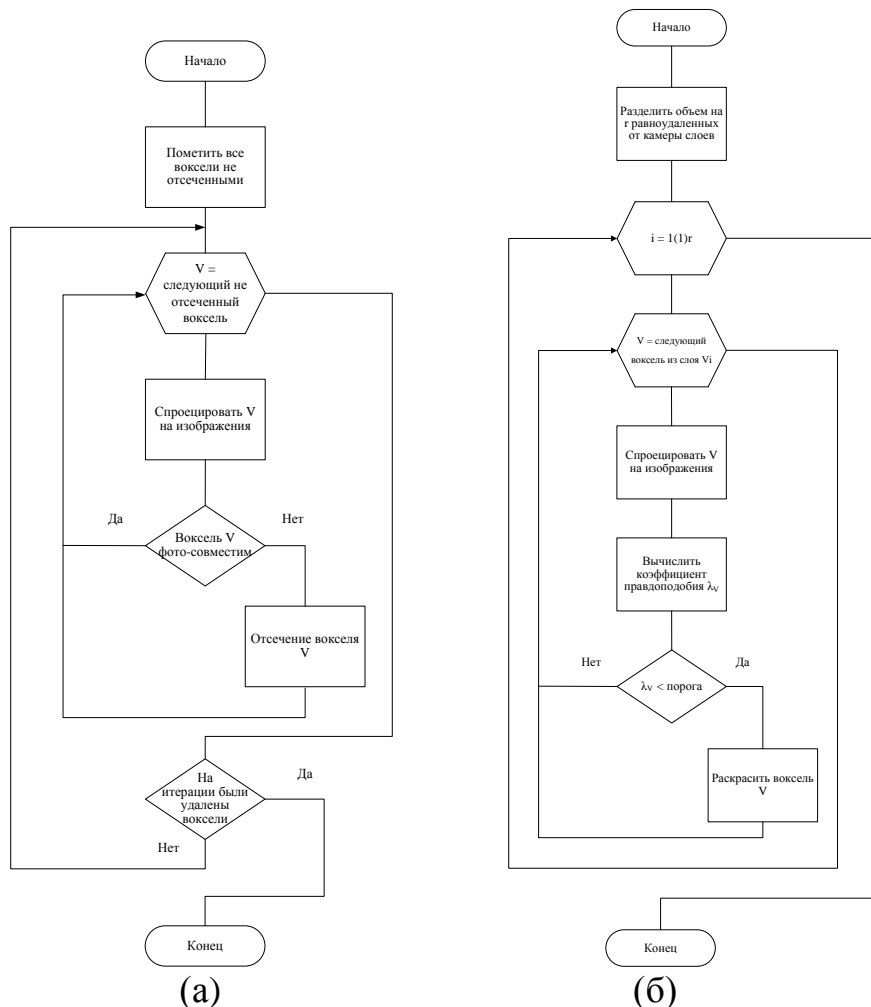 Начало
Пометить все
воксели не
отсеченными
V =
следующий не
отсеченный
воксель
Спроецировать V
на изображения
Да
Нет
Воксель V
фото-совместим
Отсечение вокселя
V
На
итерации были
удалены
воксели
Да
Нет
Конец
(а)
Начало
Разделить объем на
r равноудаленных
от камеры слоев
i = 1(1)r
V = следующий
воксель из слоя Vi
Спроецировать V
на изображения
Вычислить
коэффициент
правдоподобия λv
Нет
Да
λv < порога
Раскрасить воксель
V
Конец
(б)